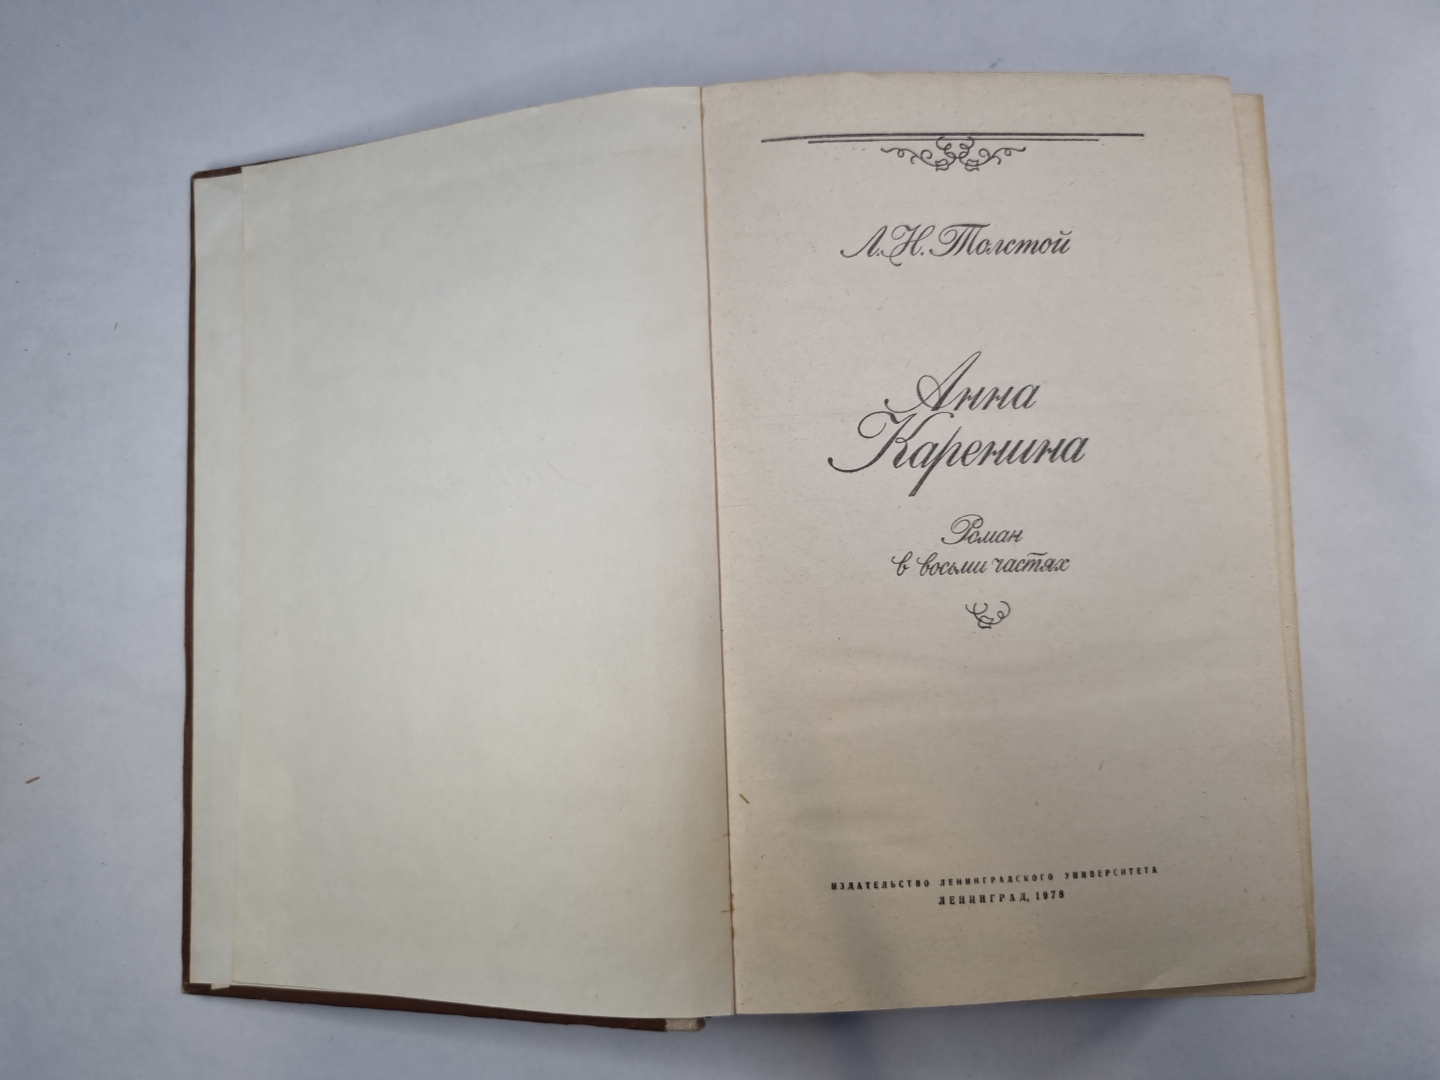 Л. Н. Толстой
Анна
Каренина
Роман
в восьми частях
ИЗДАТЕЛЬСТВО ЛЕНИНГРАДСКОГО УНИВЕРСИТЕТА
ЛЕНИНГРАД, 1978